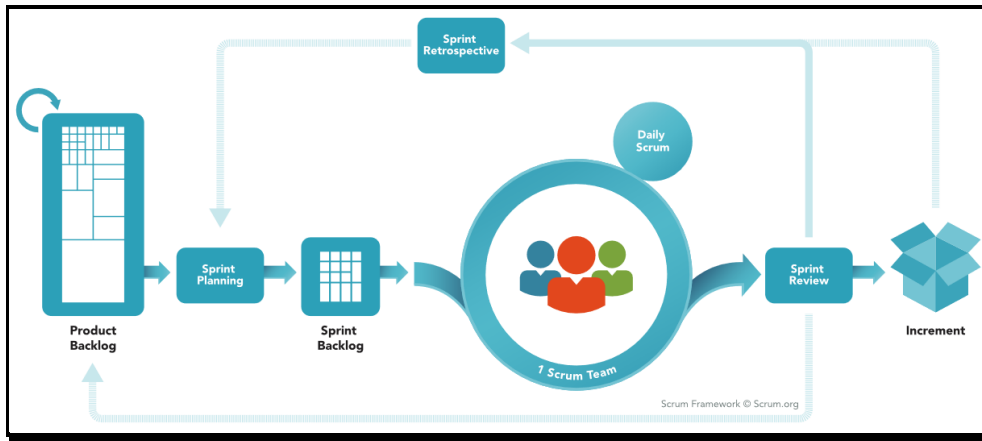 Sprint
Retrospective
Daily
Scrum
Sprint
Planning
Sprint
Review
Product
Backlog
Sprint
Backlog
Increment
1 Scrum Team
Scrum Framework © Scrum.org